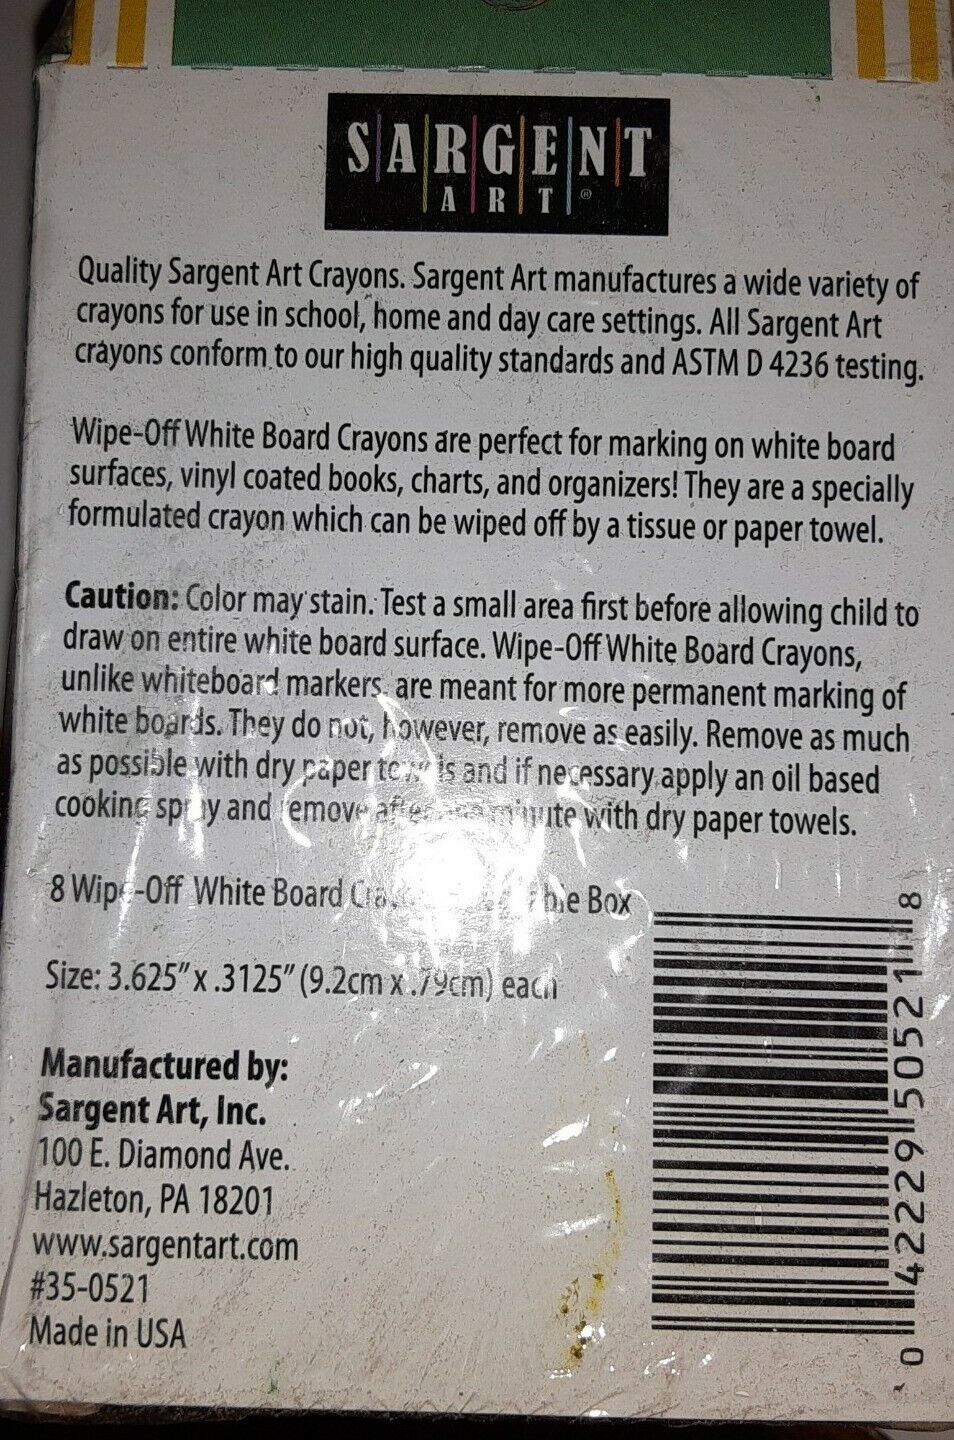 SARGENT
ART®
Quality Sargent Art Crayons. Sargent Art manufactures a wide variety of
crayons for use in school, home and day care settings. All Sargent Art
crayons conform to our high quality standards and ASTM D 4236 testing.
Wipe-Off White Board Crayons are perfect for marking on white board
surfaces, vinyl coated books, charts, and organizers! They are a specially
formulated crayon which can be wiped off by a tissue or paper towel.
Caution: Color may stain. Test a small area first before allowing child to
draw on entire white board surface. Wipe-Off White Board Crayons,
unlike whiteboard markers, are meant for more permanent marking of
white boards. They do not, however, remove as easily. Remove as much
as possible with dry paper towels and if necessary apply an oil based
cooking spray and remove after one minute with dry paper towels.
8 Wipe-Off White Board Box
Size: 3.625" x .3125" (9.2cm x .79cm) each
Manufactured by:
Sargent Art, Inc.
100 E. Diamond Ave.
Hazleton, PA 18201
www.sargentart.com
#35-0521
Made in USA
0 42229 50521 8